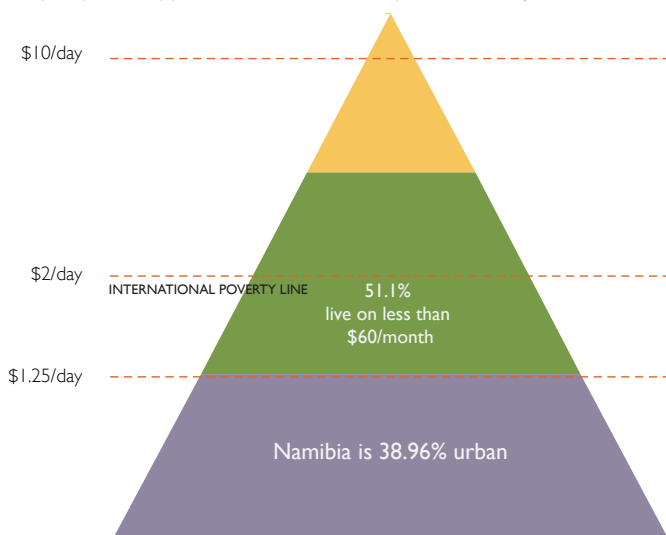 $10/day
$2/day
INTERNATIONAL POVERTY LINE
51.1%
live on less than
$60/month
$1.25/day
Namibia is 38.96% urban